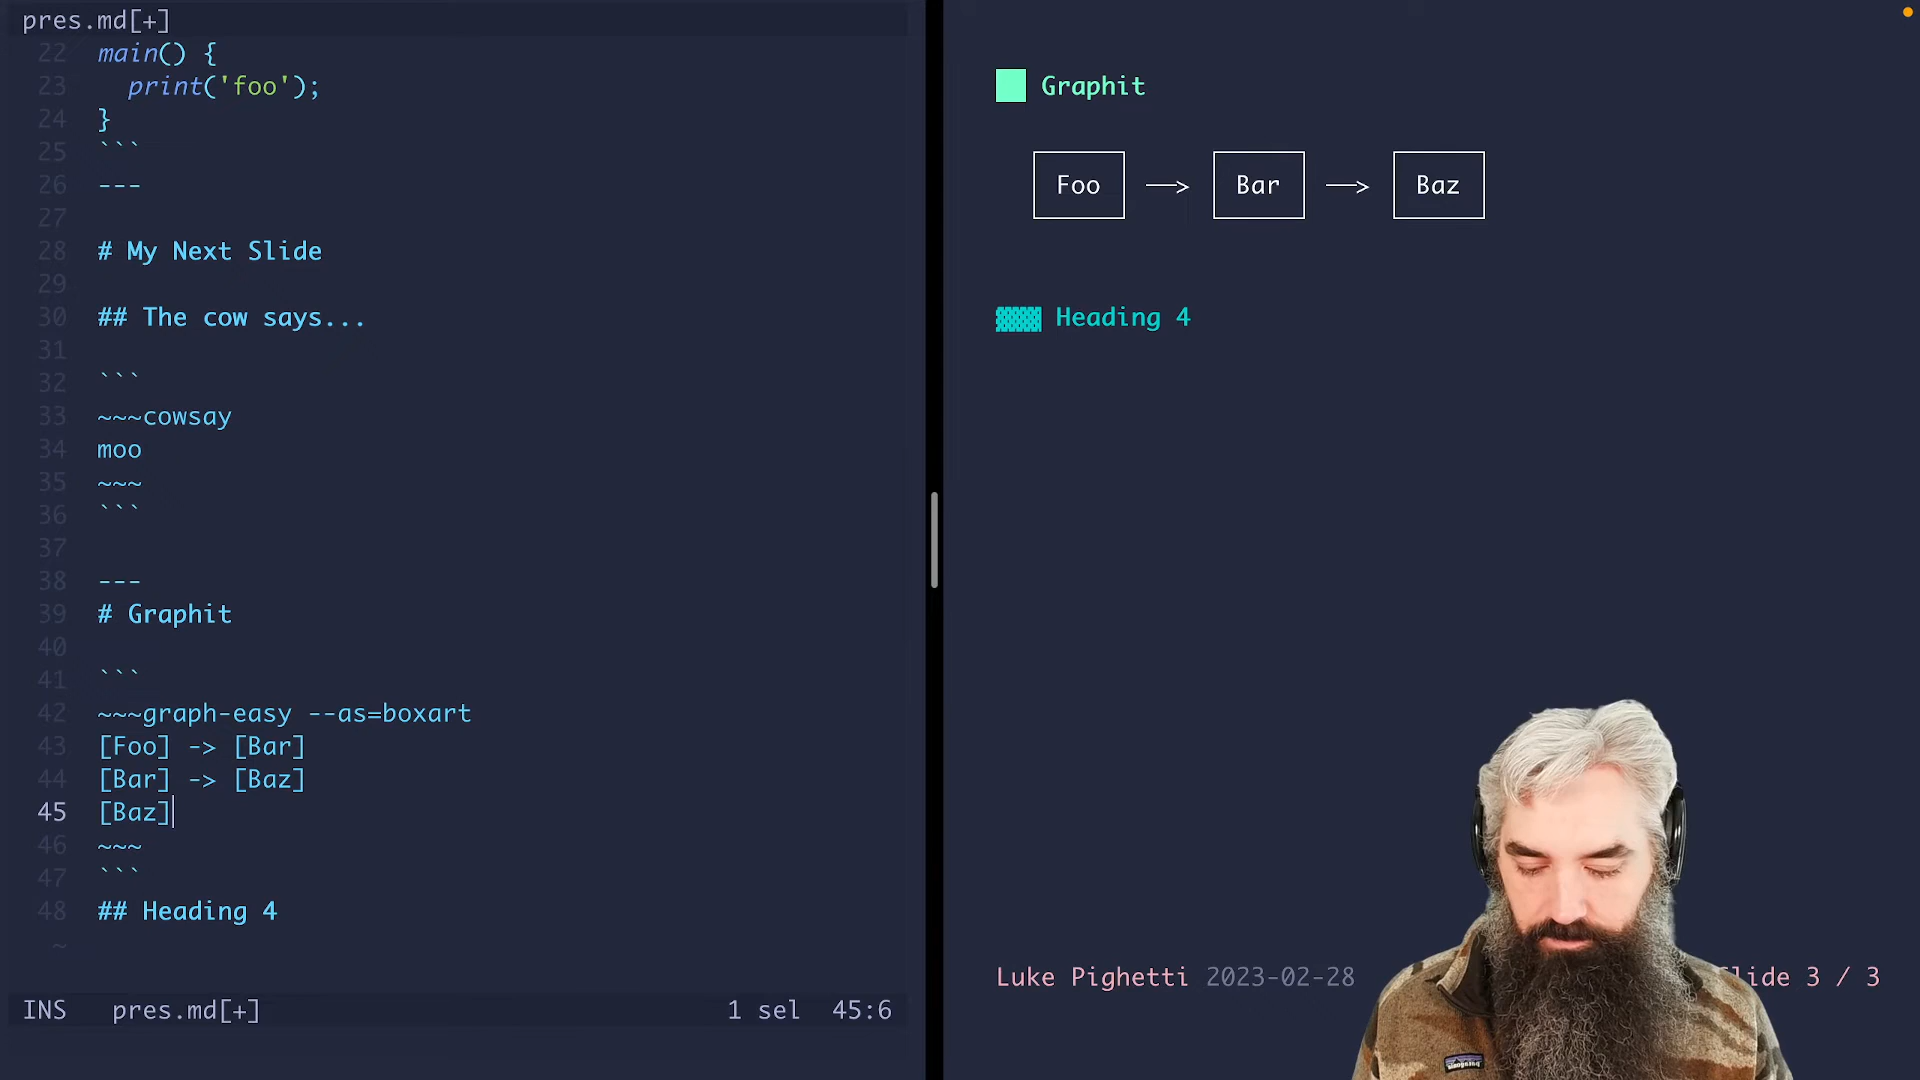 pres.md[+]
22 main() {
23 print('foo');
24 }
25 ```
26 ---
27
28 # My Next Slide
29
30 ## The cow says...
31
32 ```
33 ~~~cowsay
34 moo
35 ~~~
36 ```
37
38 ---
39 # Graphit
40
41 ```
42 ~~~graph-easy --as=boxart
43 [Foo] -> [Bar]
44 [Bar] -> [Baz]
45 [Baz]
46 ~~~
47 ```
48 ## Heading 4
~
INS pres.md[+] 1 sel 45:6
Graphit
Foo —> Bar —> Baz
Heading 4
Luke Pighetti 2023-02-28
lide 3 / 3